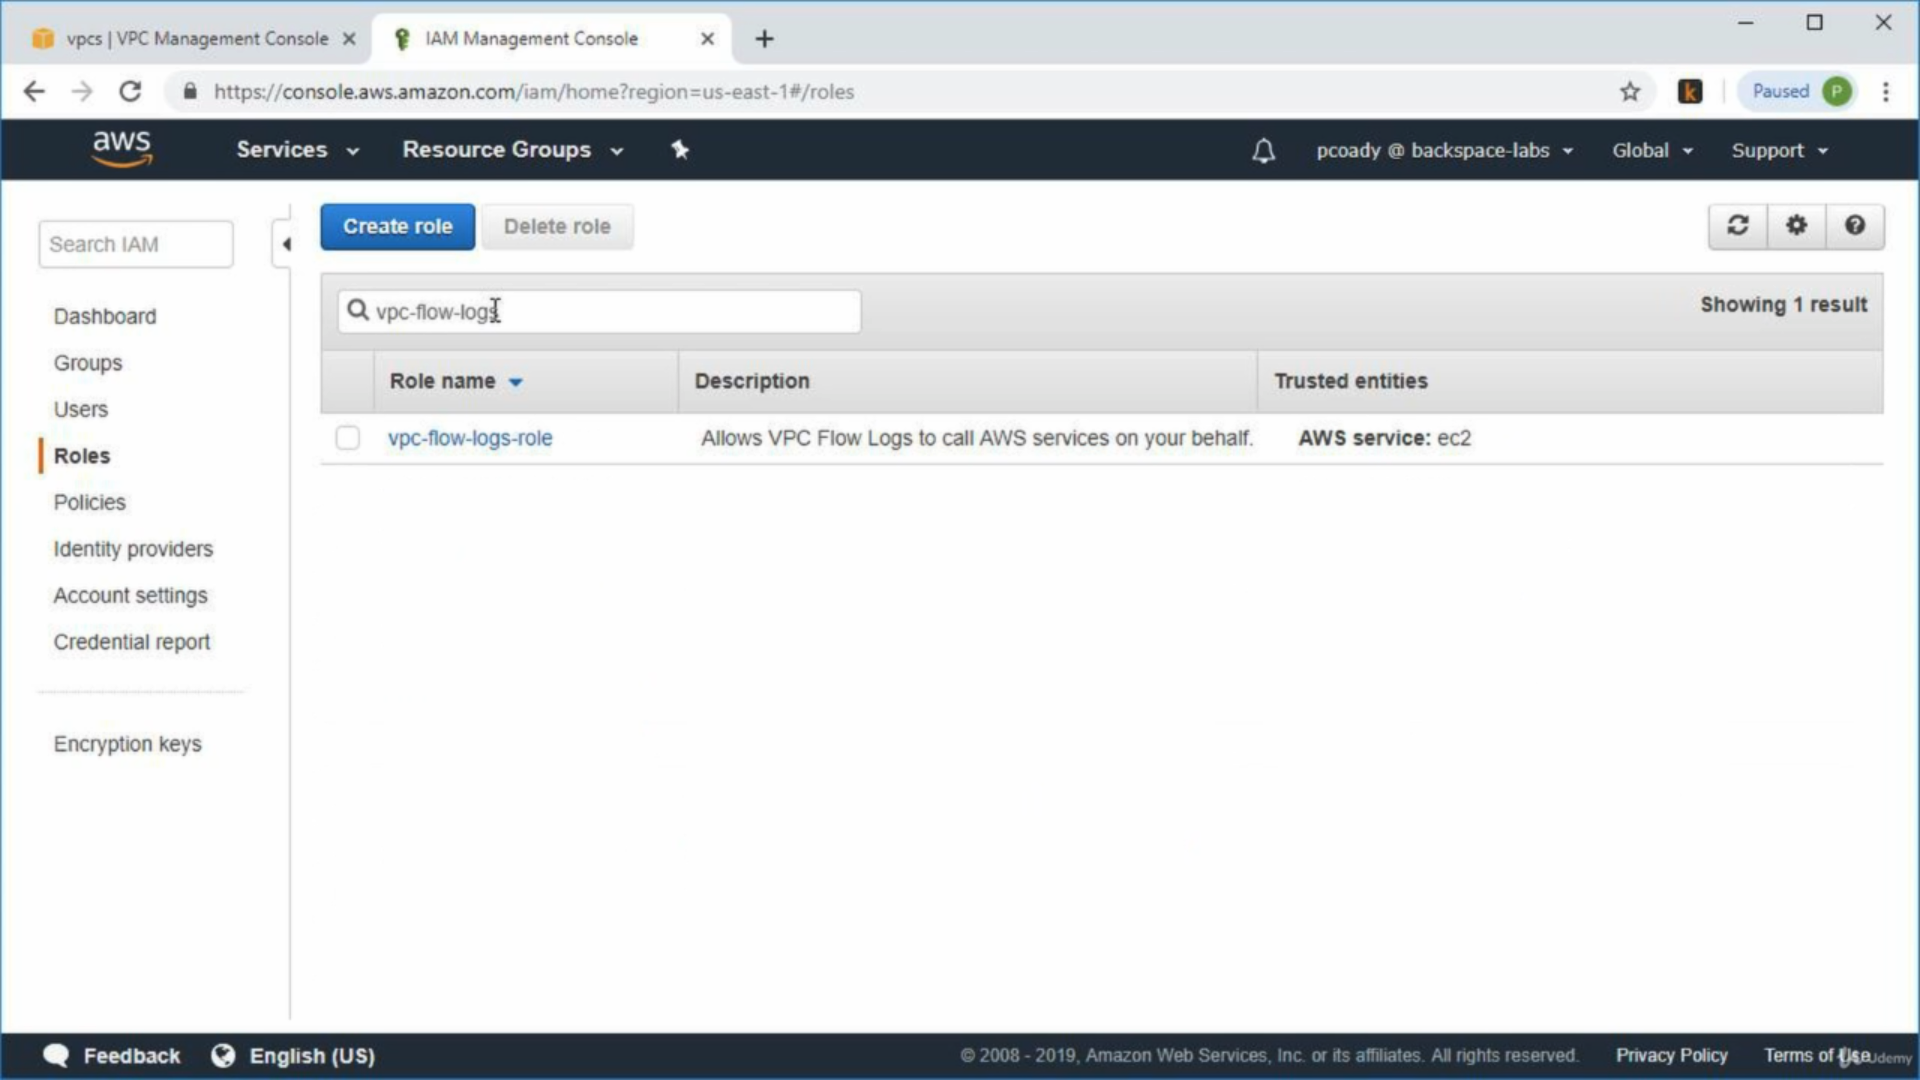 vpcs | VPC Management Console
IAM Management Console
https://console.aws.amazon.com/iam/home?region=us-east-1#/roles
k
Paused
P
aws
Services
Resource Groups
pcoady @ backspace-labs
Global
Support
Search IAM
Dashboard
Groups
Users
Roles
Policies
Identity providers
Account settings
Credential report
Encryption keys
Create role
Delete role
vpc-flow-logs
Showing 1 result
Role name
Description
Trusted entities
vpc-flow-logs-role
Allows VPC Flow Logs to call AWS services on your behalf.
AWS service: ec2
Feedback
English (US)
© 2008 - 2019, Amazon Web Services, Inc. or its affiliates. All rights reserved.
Privacy Policy
Terms of Use
Udemy